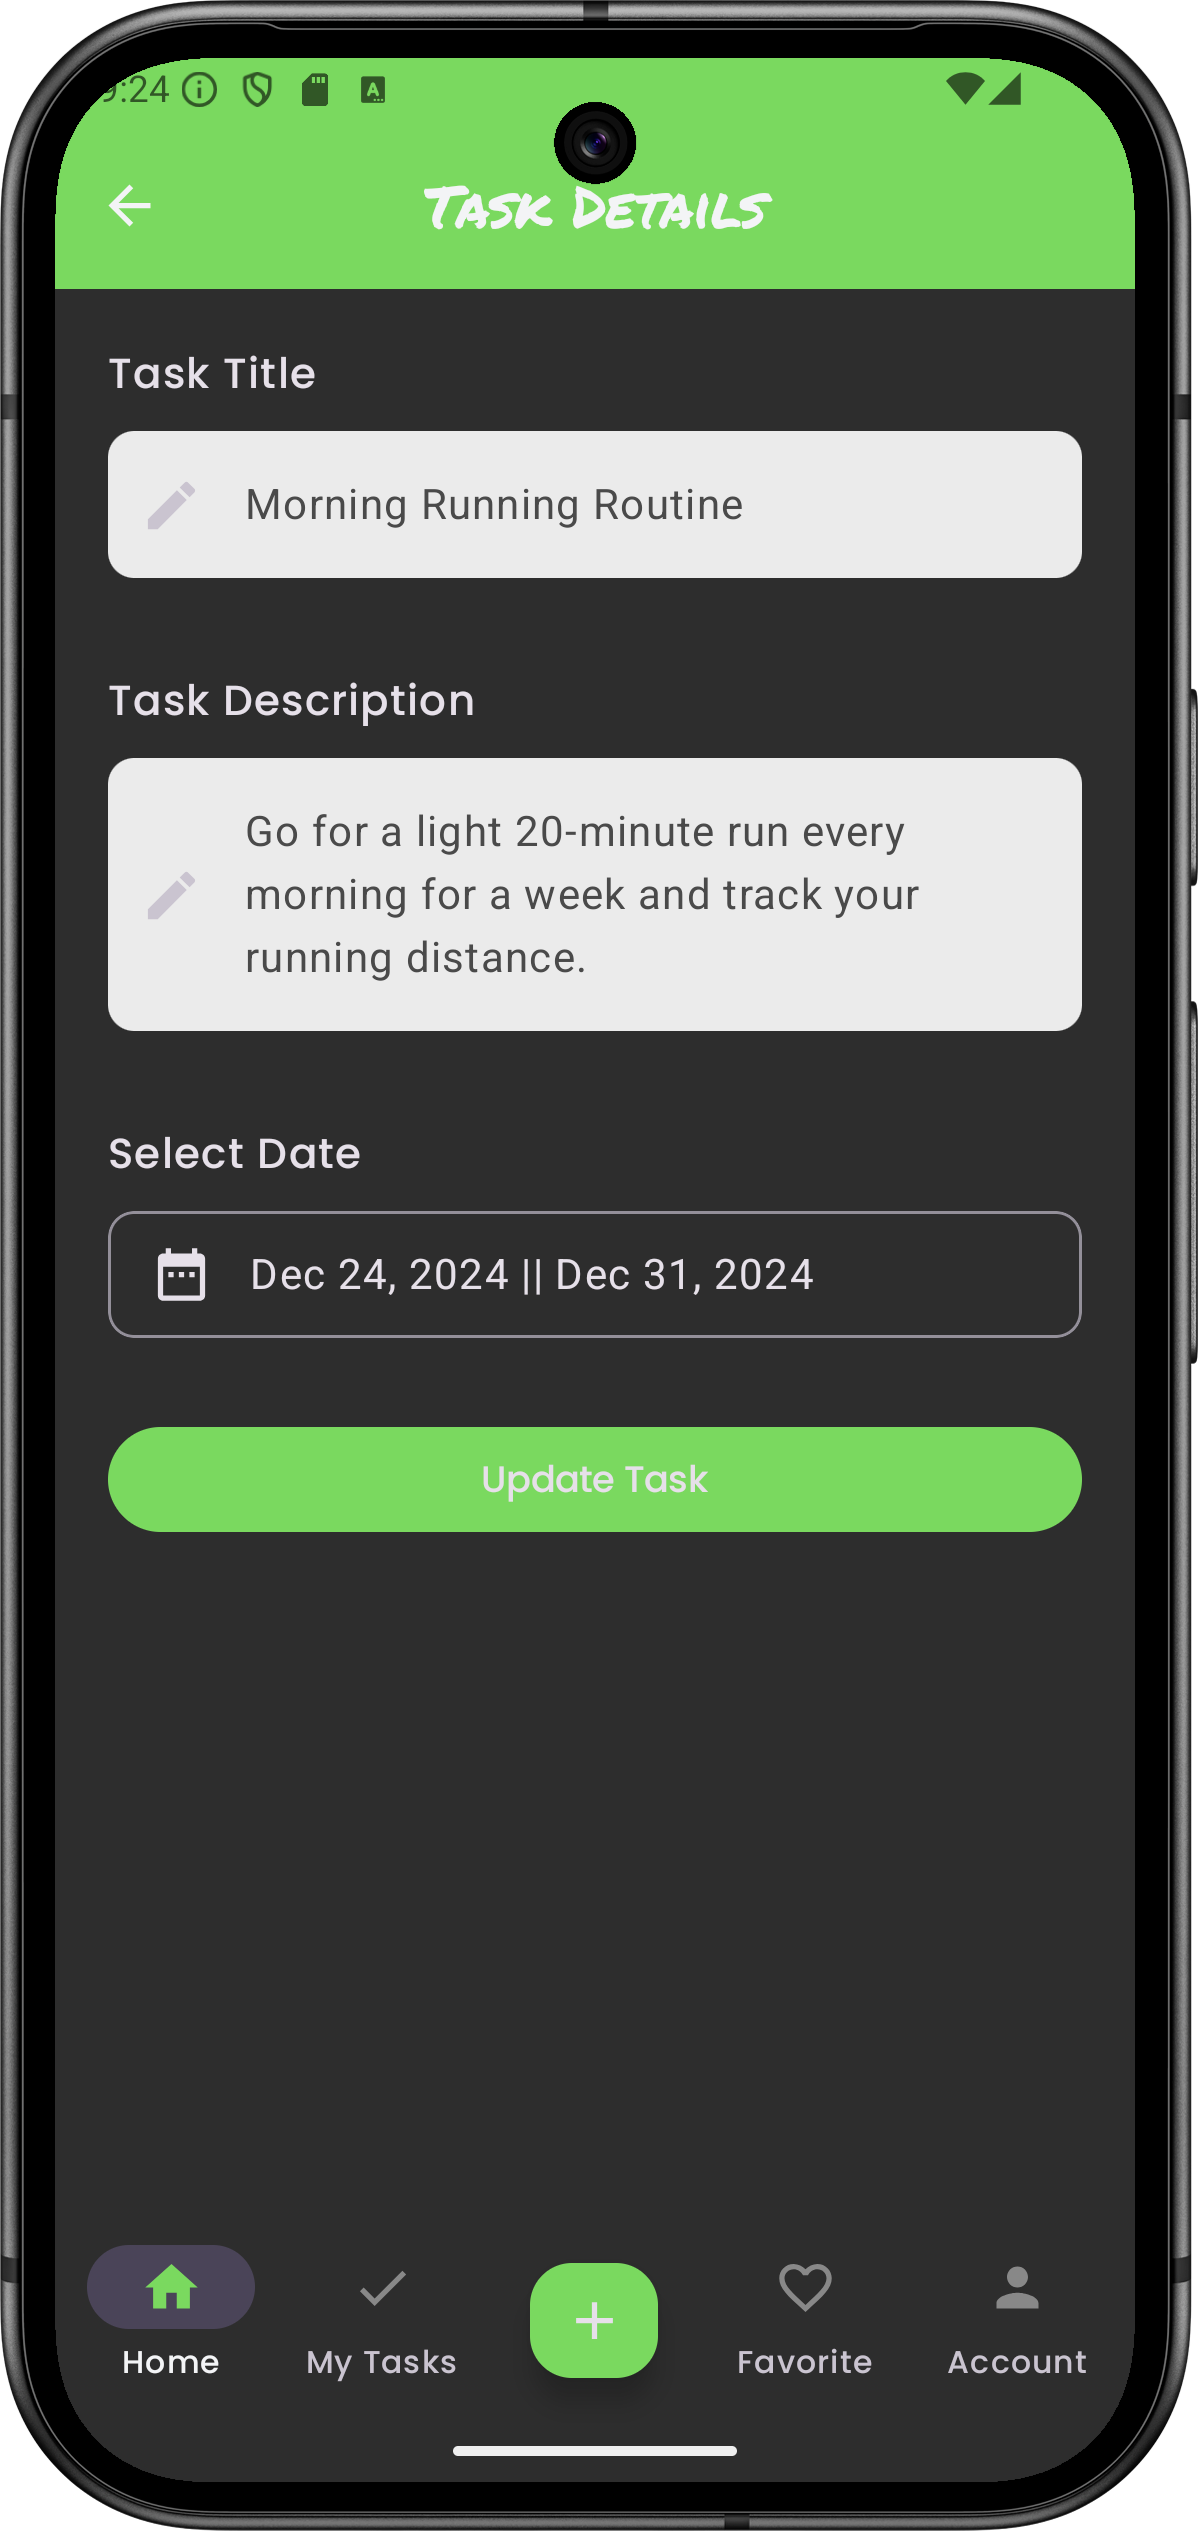 9:24
Task Details
Task Title
Morning Running Routine
Task Description
Go for a light 20-minute run every
morning for a week and track your
running distance.
Select Date
Dec 24, 2024 || Dec 31, 2024
Update Task
Home
My Tasks
Favorite
Account